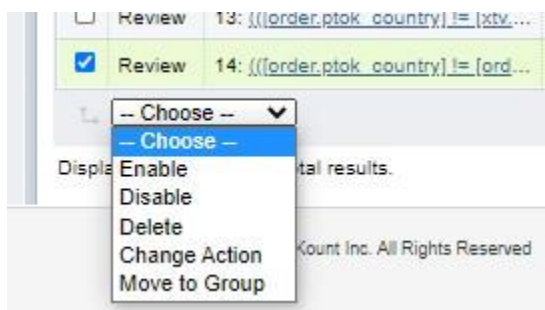 Review 13: (([order.ptok_country] != [xtv....
Review 14: (([order.ptok_country] != [ord...
-- Choose --
-- Choose --
Enable
Displa tal results.
Disable
Delete
Change Action Kount Inc. All Rights Reserved
Move to Group